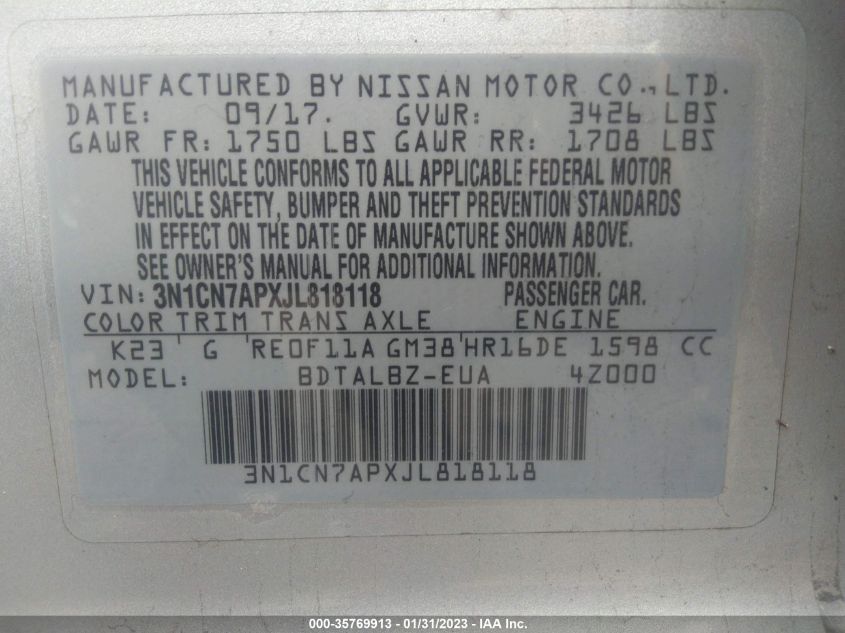 MANUFACTURED BY NISSAN MOTOR CO., LTD.
DATE: 09/17. GVWR: 3426 LBS
GAWR FR: 1750 LBS GAWR RR: 1708 LBS
THIS VEHICLE CONFORMS TO ALL APPLICABLE FEDERAL MOTOR
VEHICLE SAFETY, BUMPER AND THEFT PREVENTION STANDARDS
IN EFFECT ON THE DATE OF MANUFACTURE SHOWN ABOVE.
SEE OWNER'S MANUAL FOR ADDITIONAL INFORMATION.
VIN: 3N1CN7APXJL818118 PASSENGER CAR.
COLOR TRIM TRANS AXLE ENGINE
K23 ' G ' RE0F11A GM38 ' HR16DE 1598 CC
MODEL: BDTALBZ-EUA 4Z000
3N1CN7APXJL818118
000-35769913 - 01/31/2023 - IAA Inc.